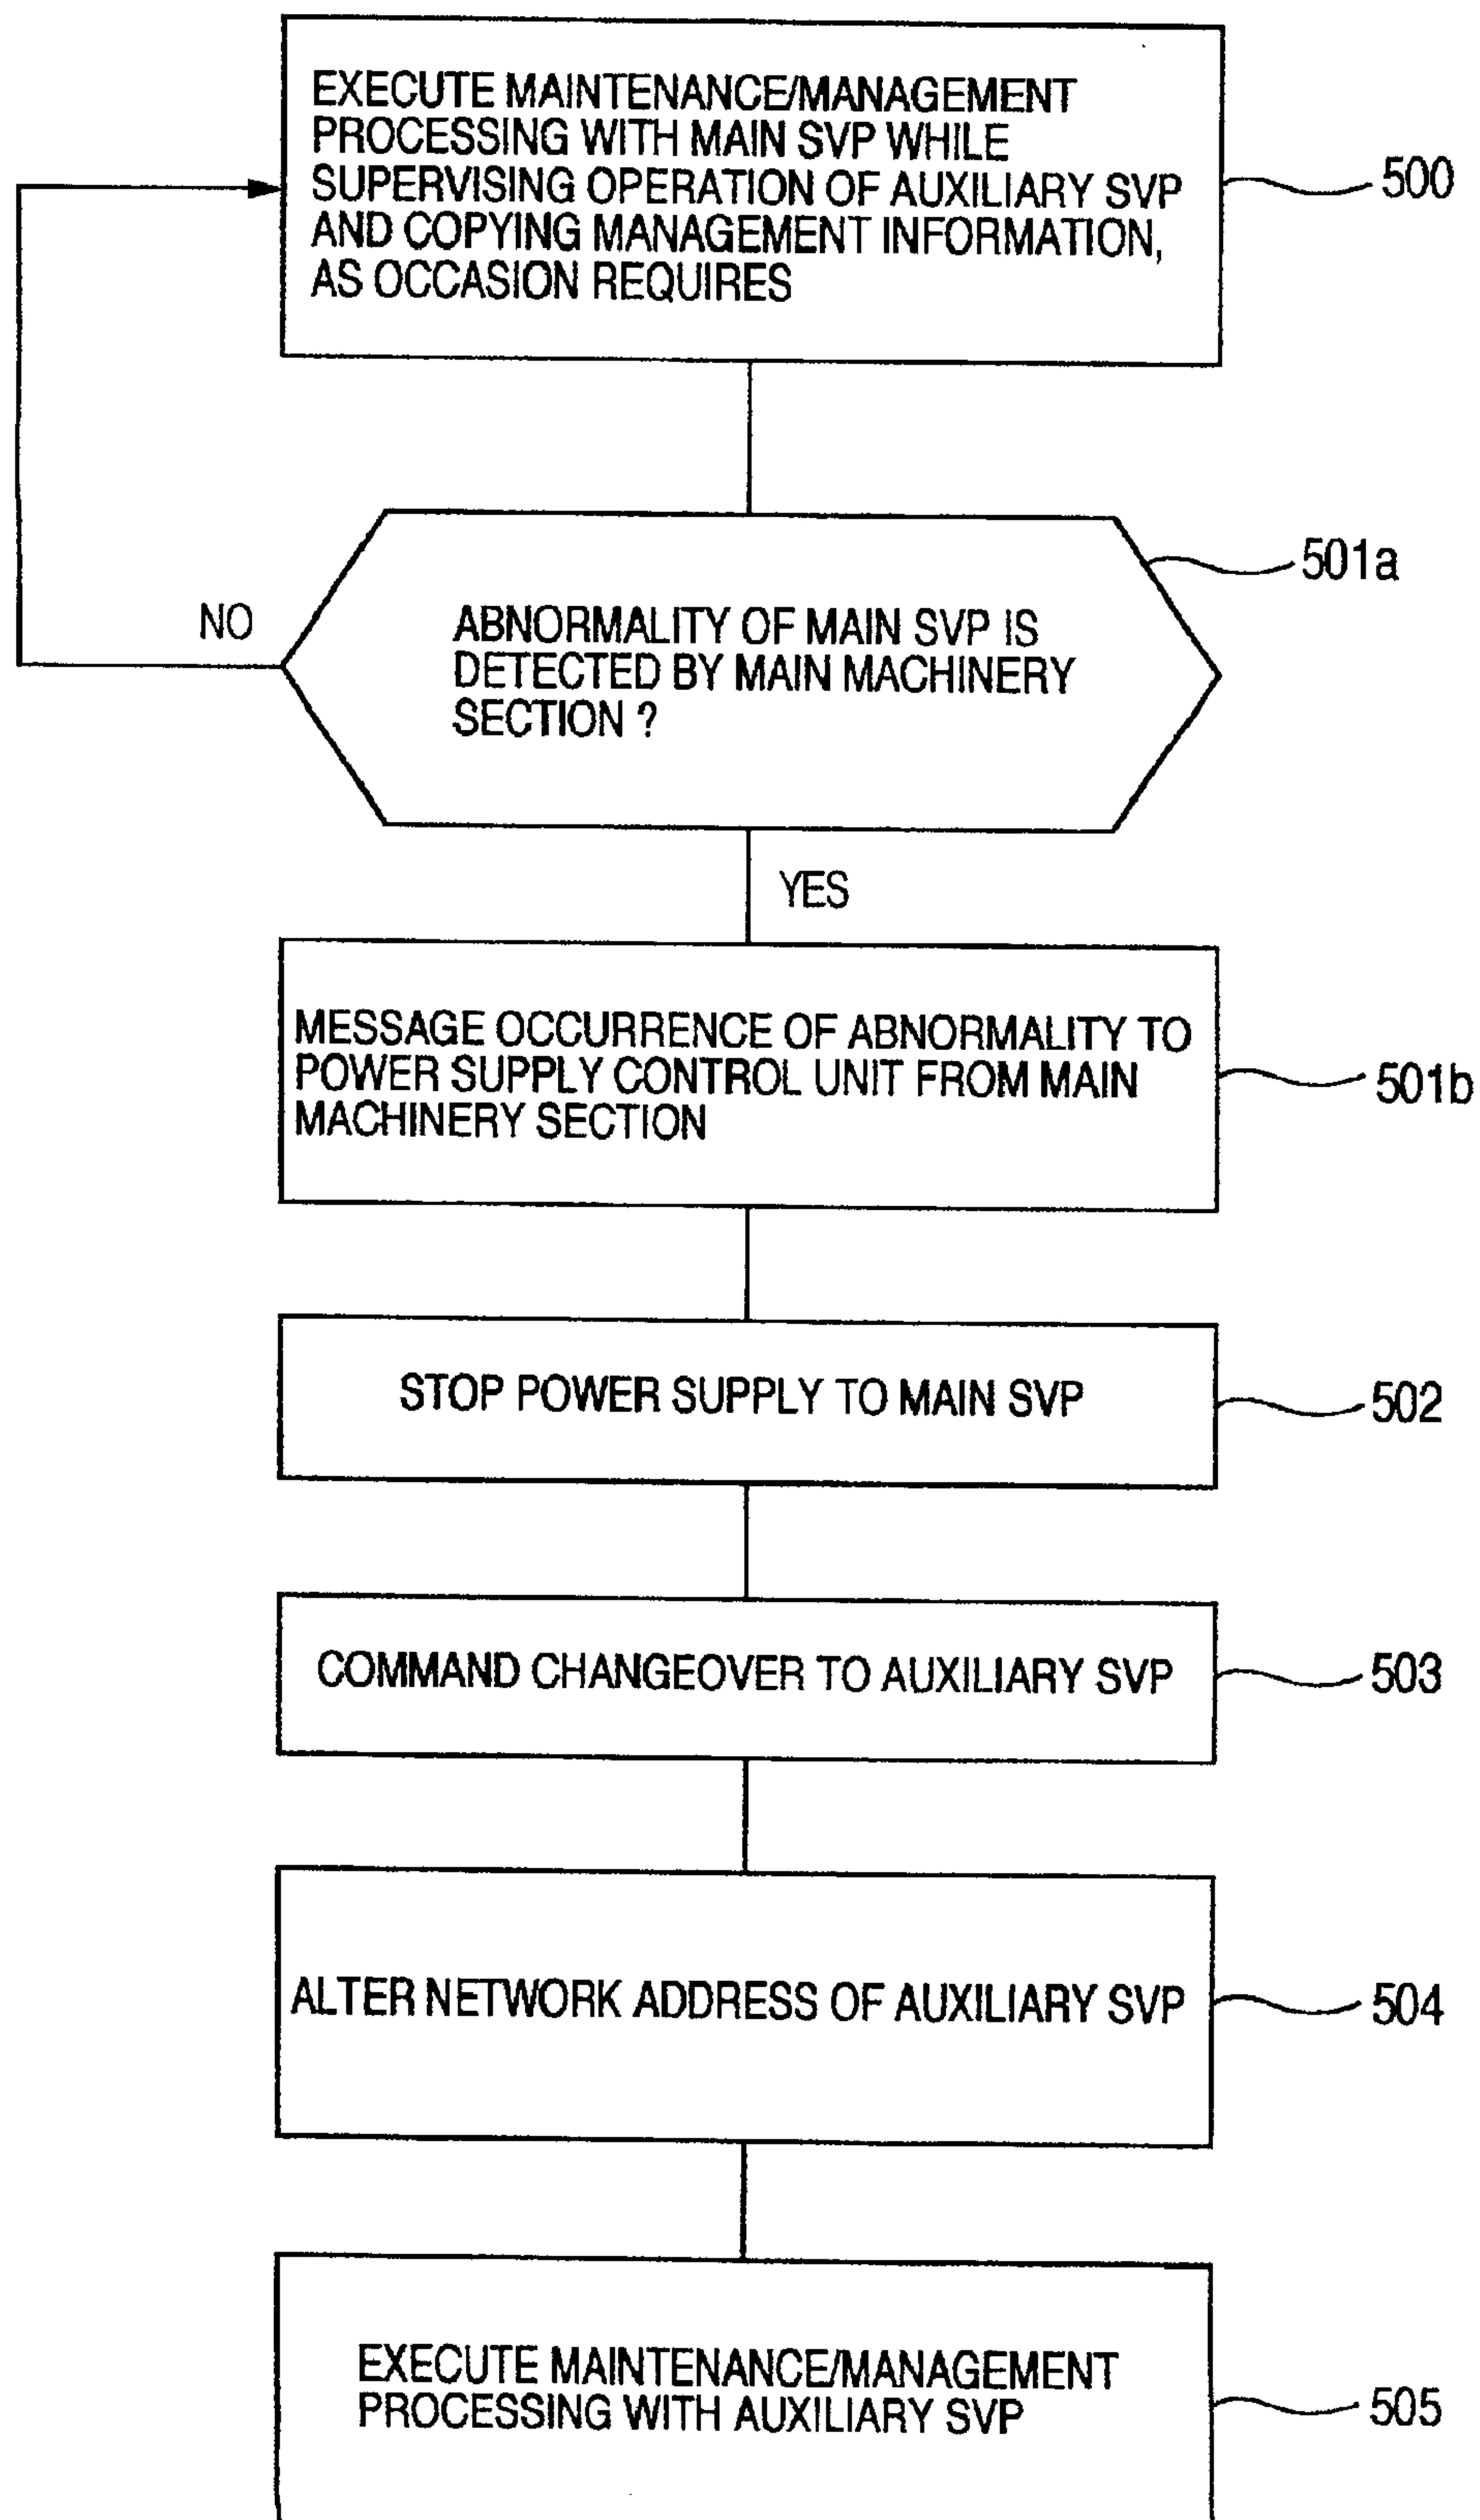 EXECUTE MAINTENANCE/MANAGEMENT
PROCESSING WITH MAIN SVP WHILE
SUPERVISING OPERATION OF AUXILIARY SVP
AND COPYING MANAGEMENT INFORMATION,
AS OCCASION REQUIRES
500
501a
NO
ABNORMALITY OF MAIN SVP IS
DETECTED BY MAIN MACHINERY
SECTION ?
YES
MESSAGE OCCURRENCE OF ABNORMALITY TO
POWER SUPPLY CONTROL UNIT FROM MAIN
MACHINERY SECTION
501b
STOP POWER SUPPLY TO MAIN SVP
502
COMMAND CHANGEOVER TO AUXILIARY SVP
503
ALTER NETWORK ADDRESS OF AUXILIARY SVP
504
EXECUTE MAINTENANCE/MANAGEMENT
PROCESSING WITH AUXILIARY SVP
505